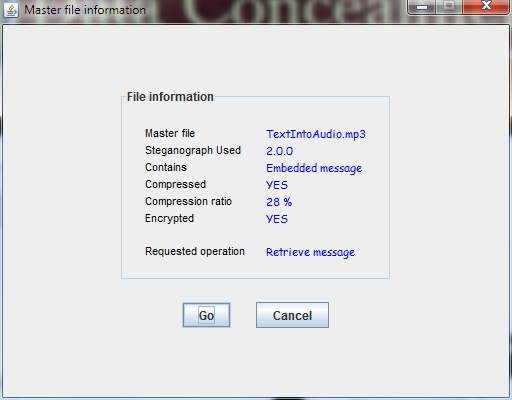 Master file information
File information
Master file TextIntoAudio.mp3
Steganograph Used 2.0.0
Contains Embedded message
Compressed YES
Compression ratio 28 %
Encrypted YES
Requested operation Retrieve message
Go Cancel